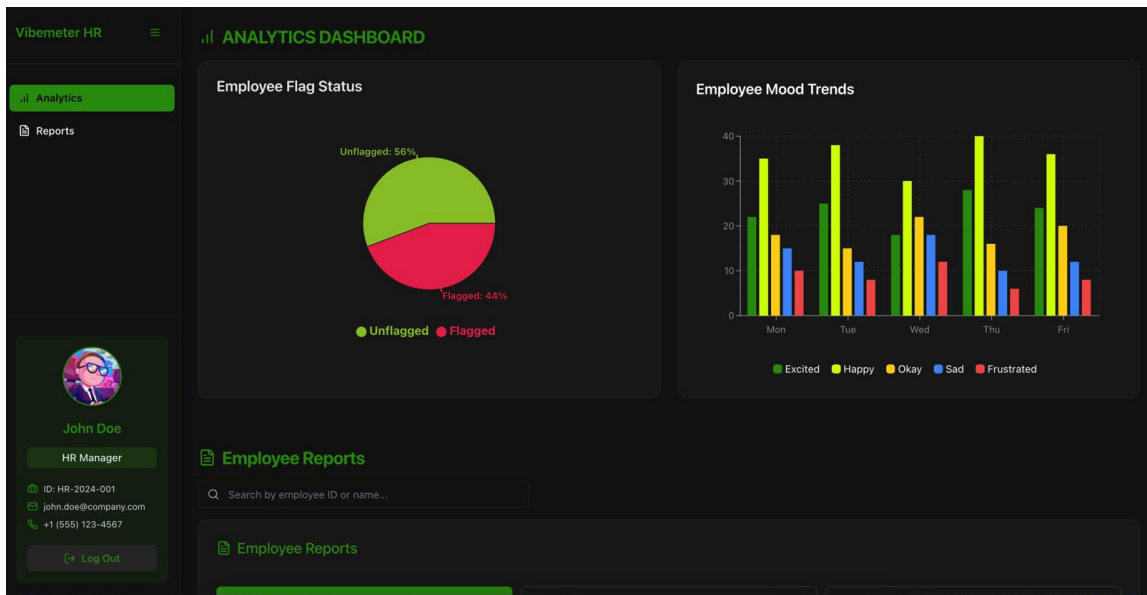 Vibemeter HR
Analytics
Reports
John Doe
HR Manager
ID: HR-2024-001
john.doe@company.com
+1 (555) 123-4567
Log Out
ANALYTICS DASHBOARD
Employee Flag Status
Unflagged: 56%
Flagged: 44%
Unflagged Flagged
Employee Mood Trends
40
30
20
10
0
Mon Tue Wed Thu Fri
Excited Happy Okay Sad Frustrated
Employee Reports
Search by employee ID or name...
Employee Reports